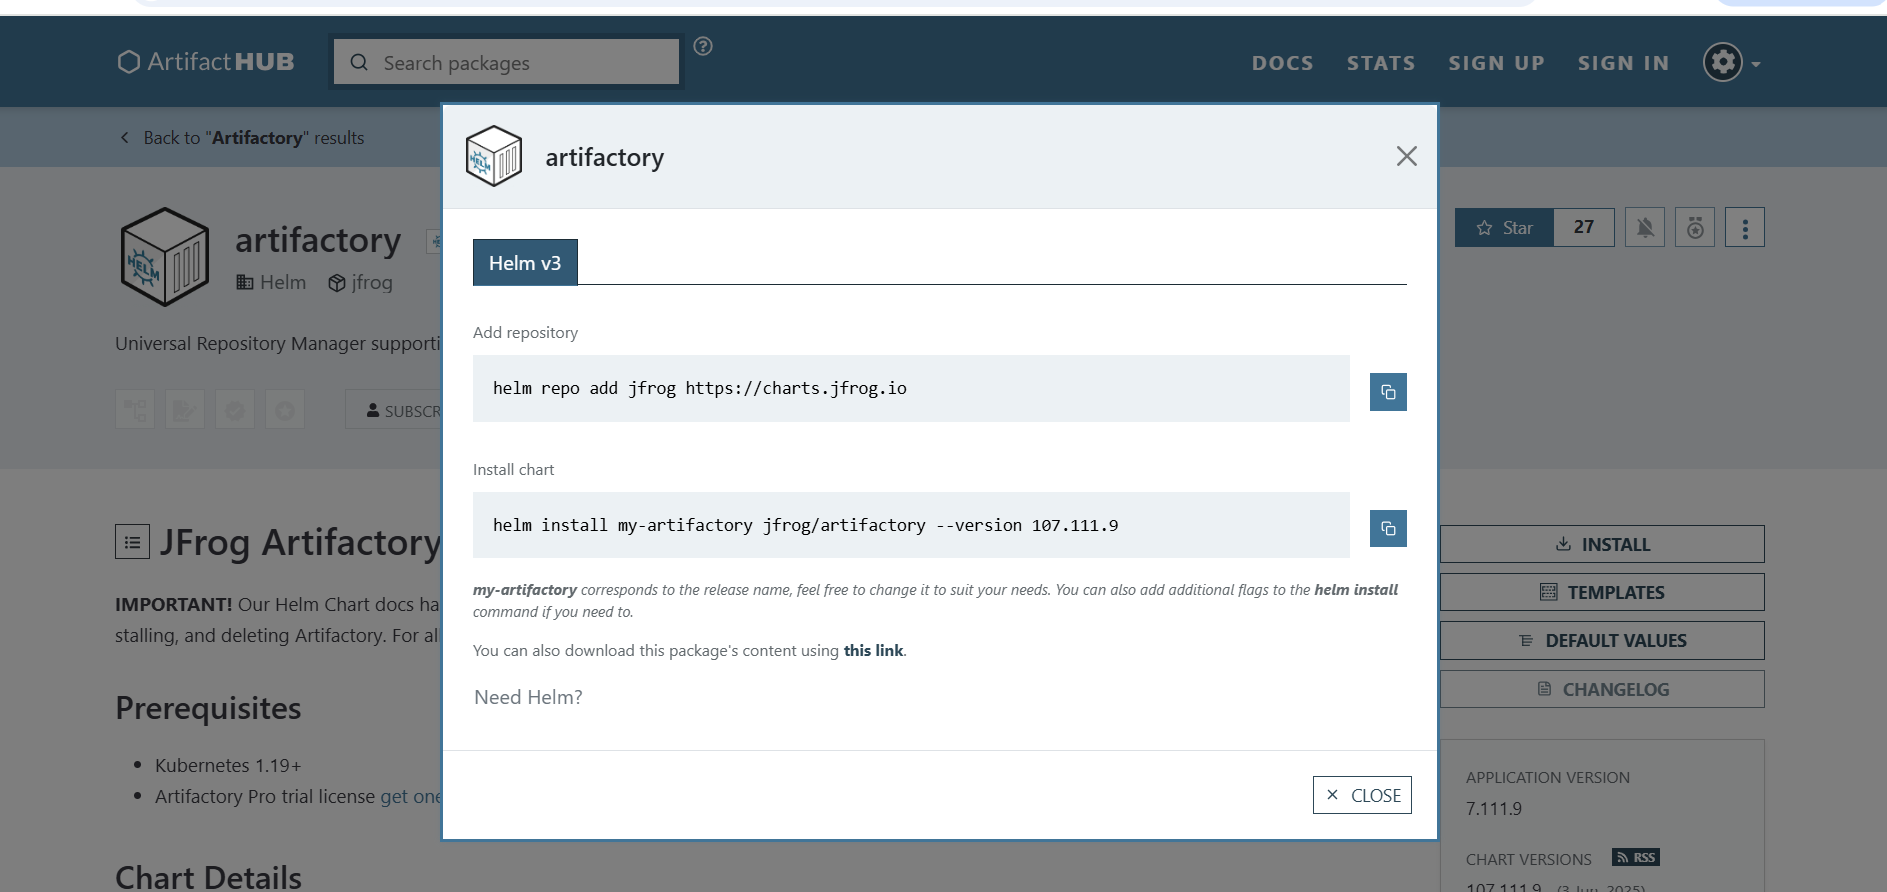 ArtifactHUB
Search packages
DOCS STATS SIGN UP SIGN IN
Back to "Artifactory" results
artifactory
Helm jfrog
Universal Repository Manager
SUBSCR
Star 27
JFrog Artifactory
IMPORTANT! Our Helm Chart docs ha
stalling, and deleting Artifactory. For al
Prerequisites
• Kubernetes 1.19+
• Artifactory Pro trial license get one
Chart Details
artifactory
HELM
Helm v3
Add repository
helm repo add jfrog https://charts.jfrog.io
Install chart
helm install my-artifactory jfrog/artifactory --version 107.111.9
my-artifactory corresponds to the release name, feel free to change it to suit your needs. You can also add additional flags to the helm install
command if you need to.
You can also download this package's content using this link.
Need Helm?
CLOSE
INSTALL
TEMPLATES
DEFAULT VALUES
CHANGELOG
APPLICATION VERSION
7.111.9
CHART VERSIONS RSS
107.111.9 (3 Jun, 2025)